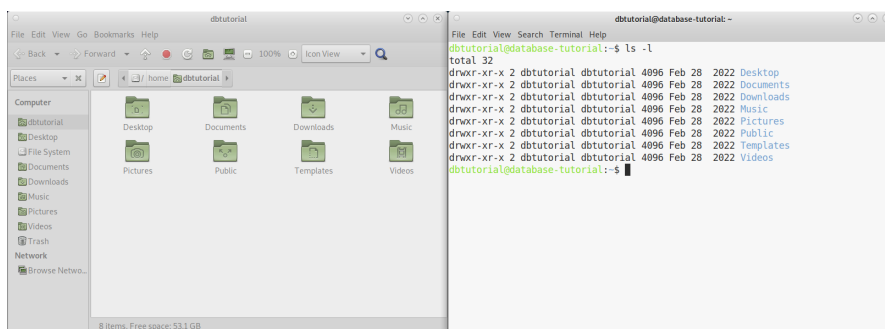 dbtutorial
File Edit View Go Bookmarks Help
Back Forward 100% Icon View
Places / home dbtutorial
Computer
dbtutorial
Desktop
File System
Documents
Downloads
Music
Pictures
Videos
Trash
Network
Browse Netwo...
Desktop Documents Downloads Music
Pictures Public Templates Videos
8 items, Free space: 53.1 GB
dbtutorial@database-tutorial: ~
File Edit View Search Terminal Help
dbtutorial@database-tutorial:~$ ls -l
total 32
drwxr-xr-x 2 dbtutorial dbtutorial 4096 Feb 28  2022 Desktop
drwxr-xr-x 2 dbtutorial dbtutorial 4096 Feb 28  2022 Documents
drwxr-xr-x 2 dbtutorial dbtutorial 4096 Feb 28  2022 Downloads
drwxr-xr-x 2 dbtutorial dbtutorial 4096 Feb 28  2022 Music
drwxr-xr-x 2 dbtutorial dbtutorial 4096 Feb 28  2022 Pictures
drwxr-xr-x 2 dbtutorial dbtutorial 4096 Feb 28  2022 Public
drwxr-xr-x 2 dbtutorial dbtutorial 4096 Feb 28  2022 Templates
drwxr-xr-x 2 dbtutorial dbtutorial 4096 Feb 28  2022 Videos
dbtutorial@database-tutorial:~$